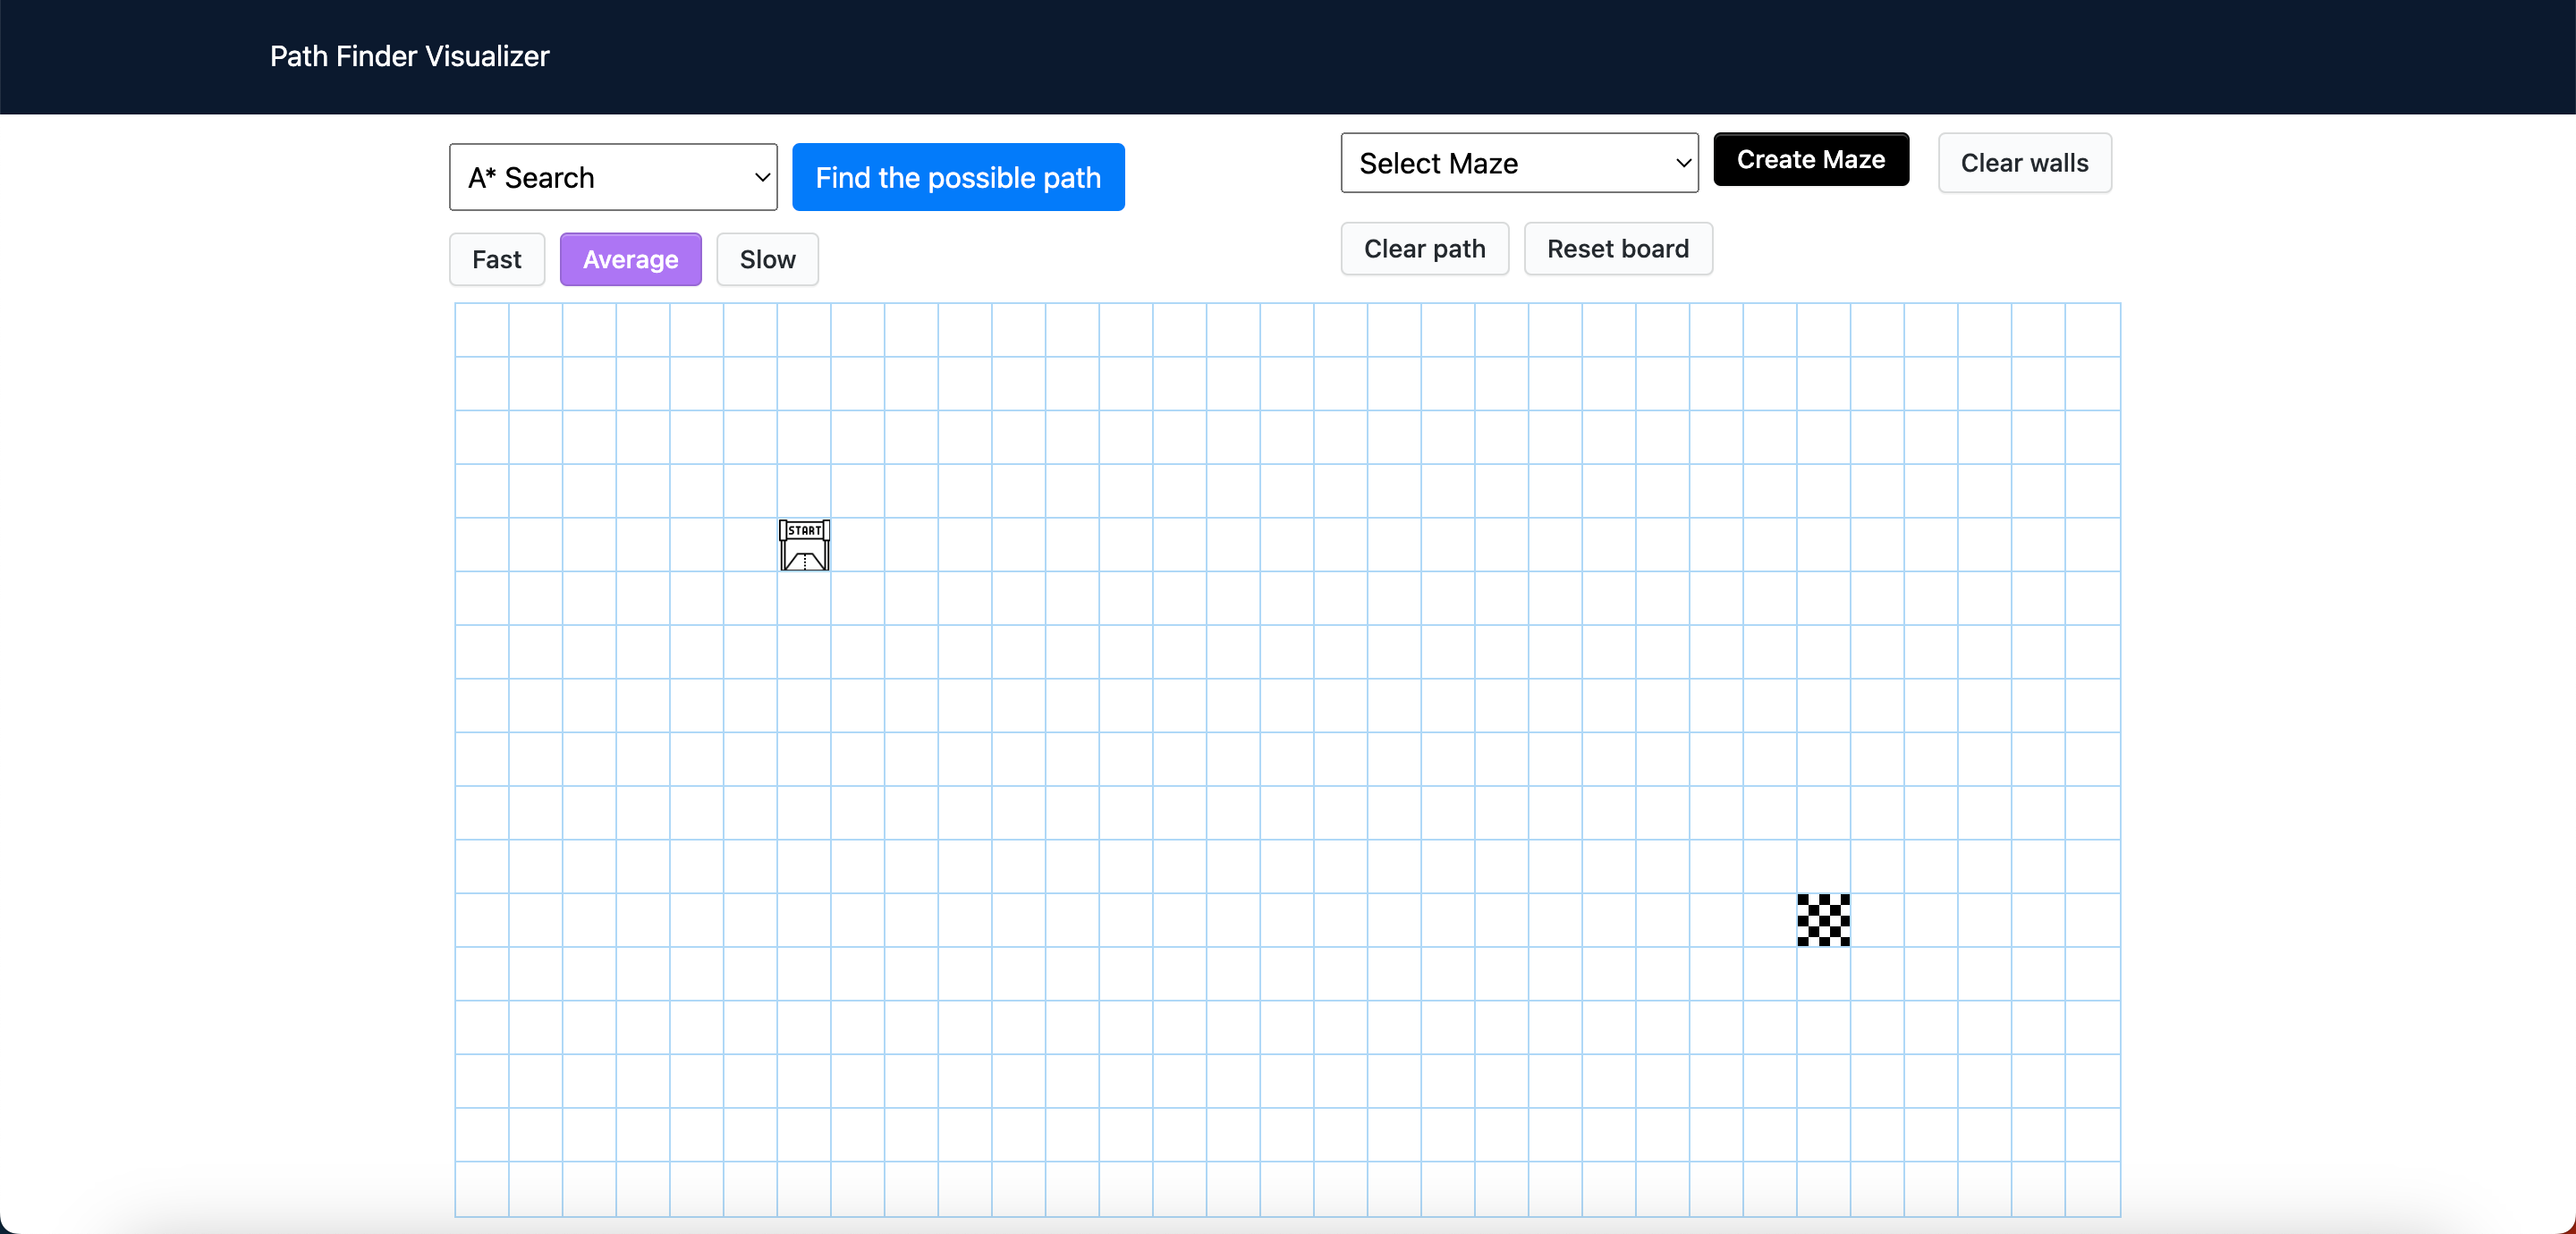 Path Finder Visualizer
A* Search
Find the possible path
Select Maze
Create Maze
Clear walls
Fast
Average
Slow
Clear path
Reset board
START